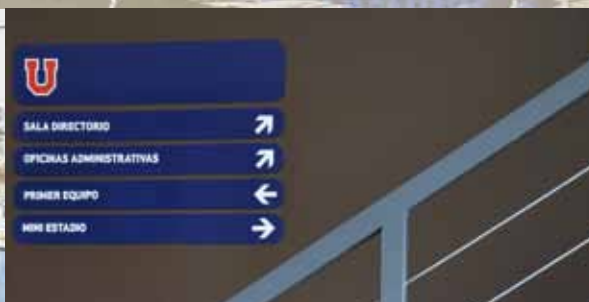 U
SALA DIRECTORIO
OFICINAS ADMINISTRATIVAS
PRIMER EQUIPO
MINI ESTADIO